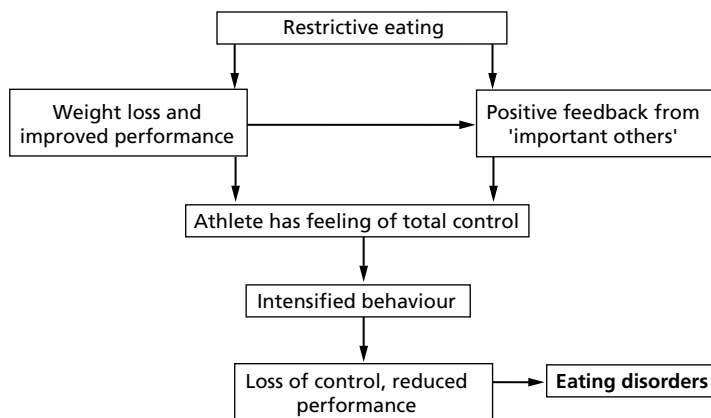 Restrictive eating
Weight loss and
improved performance
Positive feedback from
'important others'
Athlete has feeling of total control
Intensified behaviour
Loss of control, reduced
performance
Eating disorders